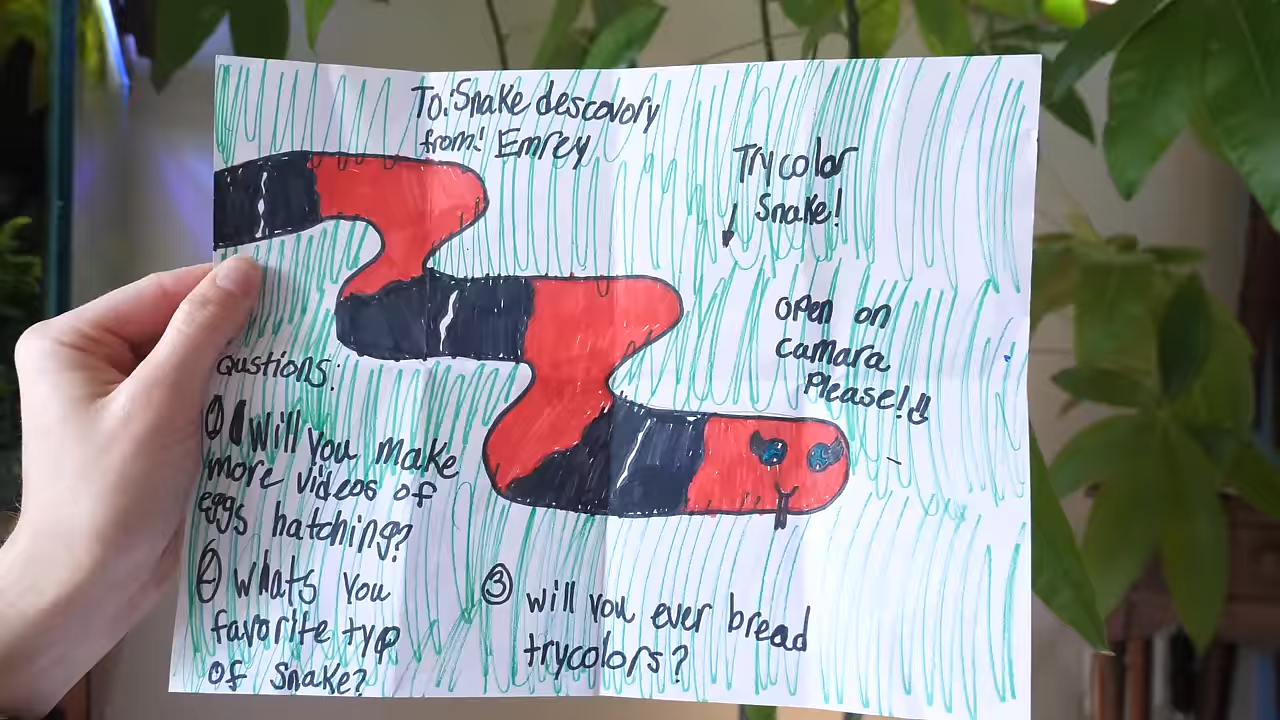 To: Snake descovory
from! Emrey
Trycolor
Snake!
open on
camara
Please!!!
Qustions:
① will you make
more videos of
eggs hatching?
② whats you
favorite typ
of snake?
③ will you ever bread
trycolors?